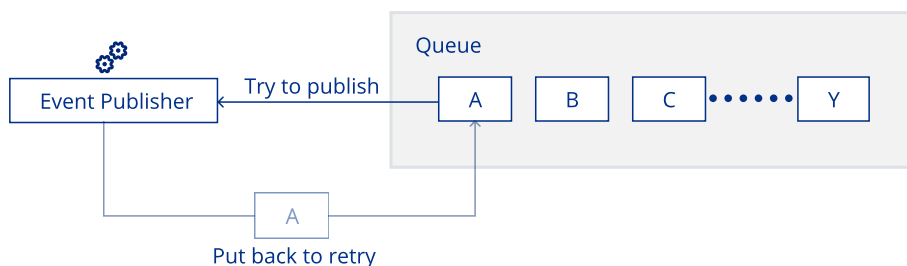 Queue
Try to publish
Event Publisher
A
B
C
Y
A
Put back to retry